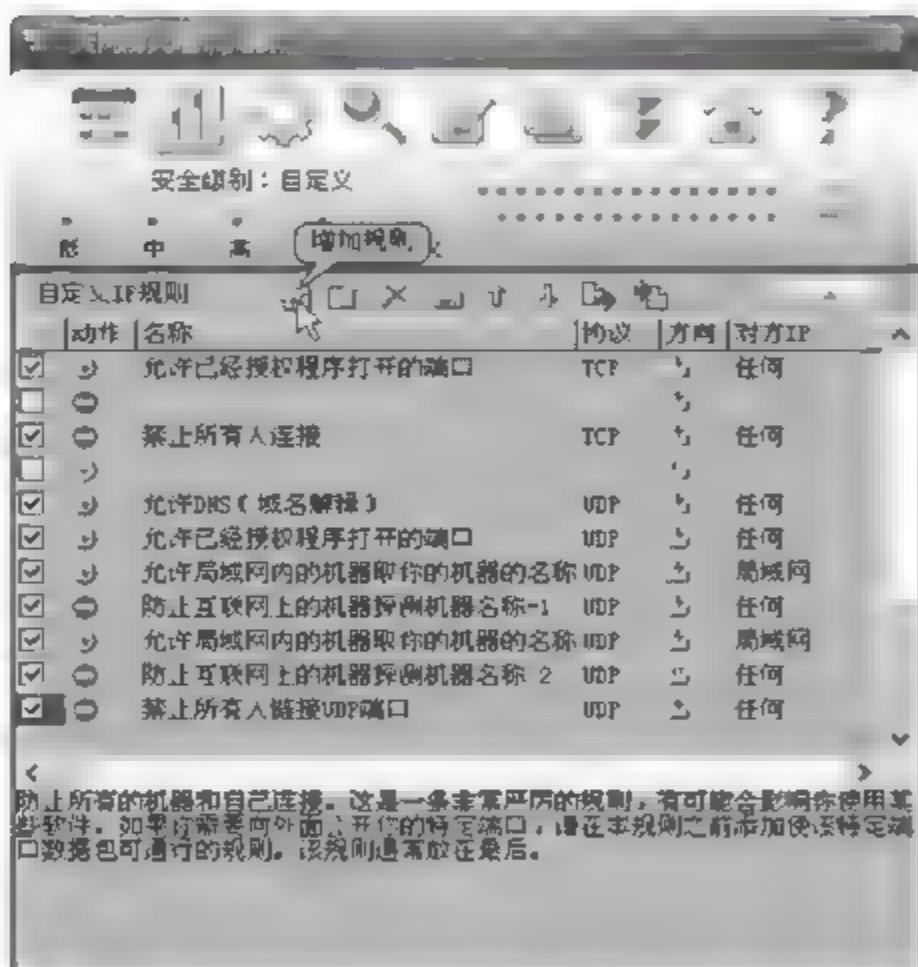 安全级别：自定义
低 中 高
增加规则
自定义IP规则
动作 名称 协议 方向 对方IP
允许已经授权程序打开的端口 TCP 任何
禁止所有人连接 TCP 任何
允许DNS(域名解释) UDP 任何
允许已经授权程序打开的端口 UDP 任何
允许局域网内的机器取你的机器的名称 UDP 局域网
防止互联网上的机器探测机器名称-1 UDP 任何
允许局域网内的机器取你的机器的名称 UDP 局域网
防止互联网上的机器探测机器名称-2 UDP 任何
禁止所有人链接UDP端口 UDP 任何
防止所有的机器和自己连接。这是一条非常严厉的规则，有可能会影响你使用某
些软件。如果你需要向外面公开你的特定端口，请在本规则之前添加使该特定端
口数据包可通行的规则。该规则通常放在最后。